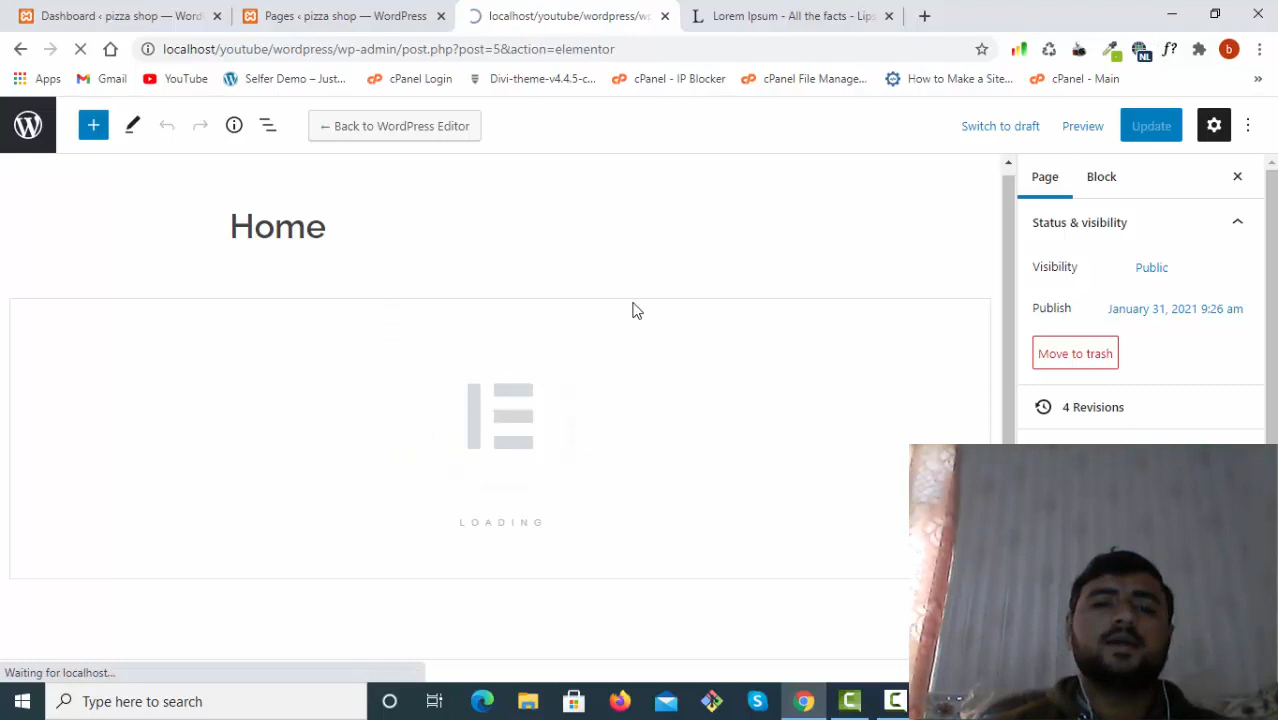 Dashboard ‹ pizza shop — Word
Pages ‹ pizza shop — WordPress
localhost/youtube/wordpress/w
Lorem Ipsum - All the facts - Lips
localhost/youtube/wordpress/wp-admin/post.php?post=5&action=elementor
Apps
Gmail
YouTube
Selfer Demo – Just...
cPanel Login
Divi-theme-v4.4.5-c...
cPanel - IP Blocke
cPanel File Manage...
How to Make a Site...
cPanel - Main
← Back to WordPress Editor
Switch to draft
Preview
Update
Page
Block
Home
Status & visibility
Visibility
Public
Publish
January 31, 2021 9:26 am
Move to trash
4 Revisions
LOADING
Waiting for localhost...
Type here to search